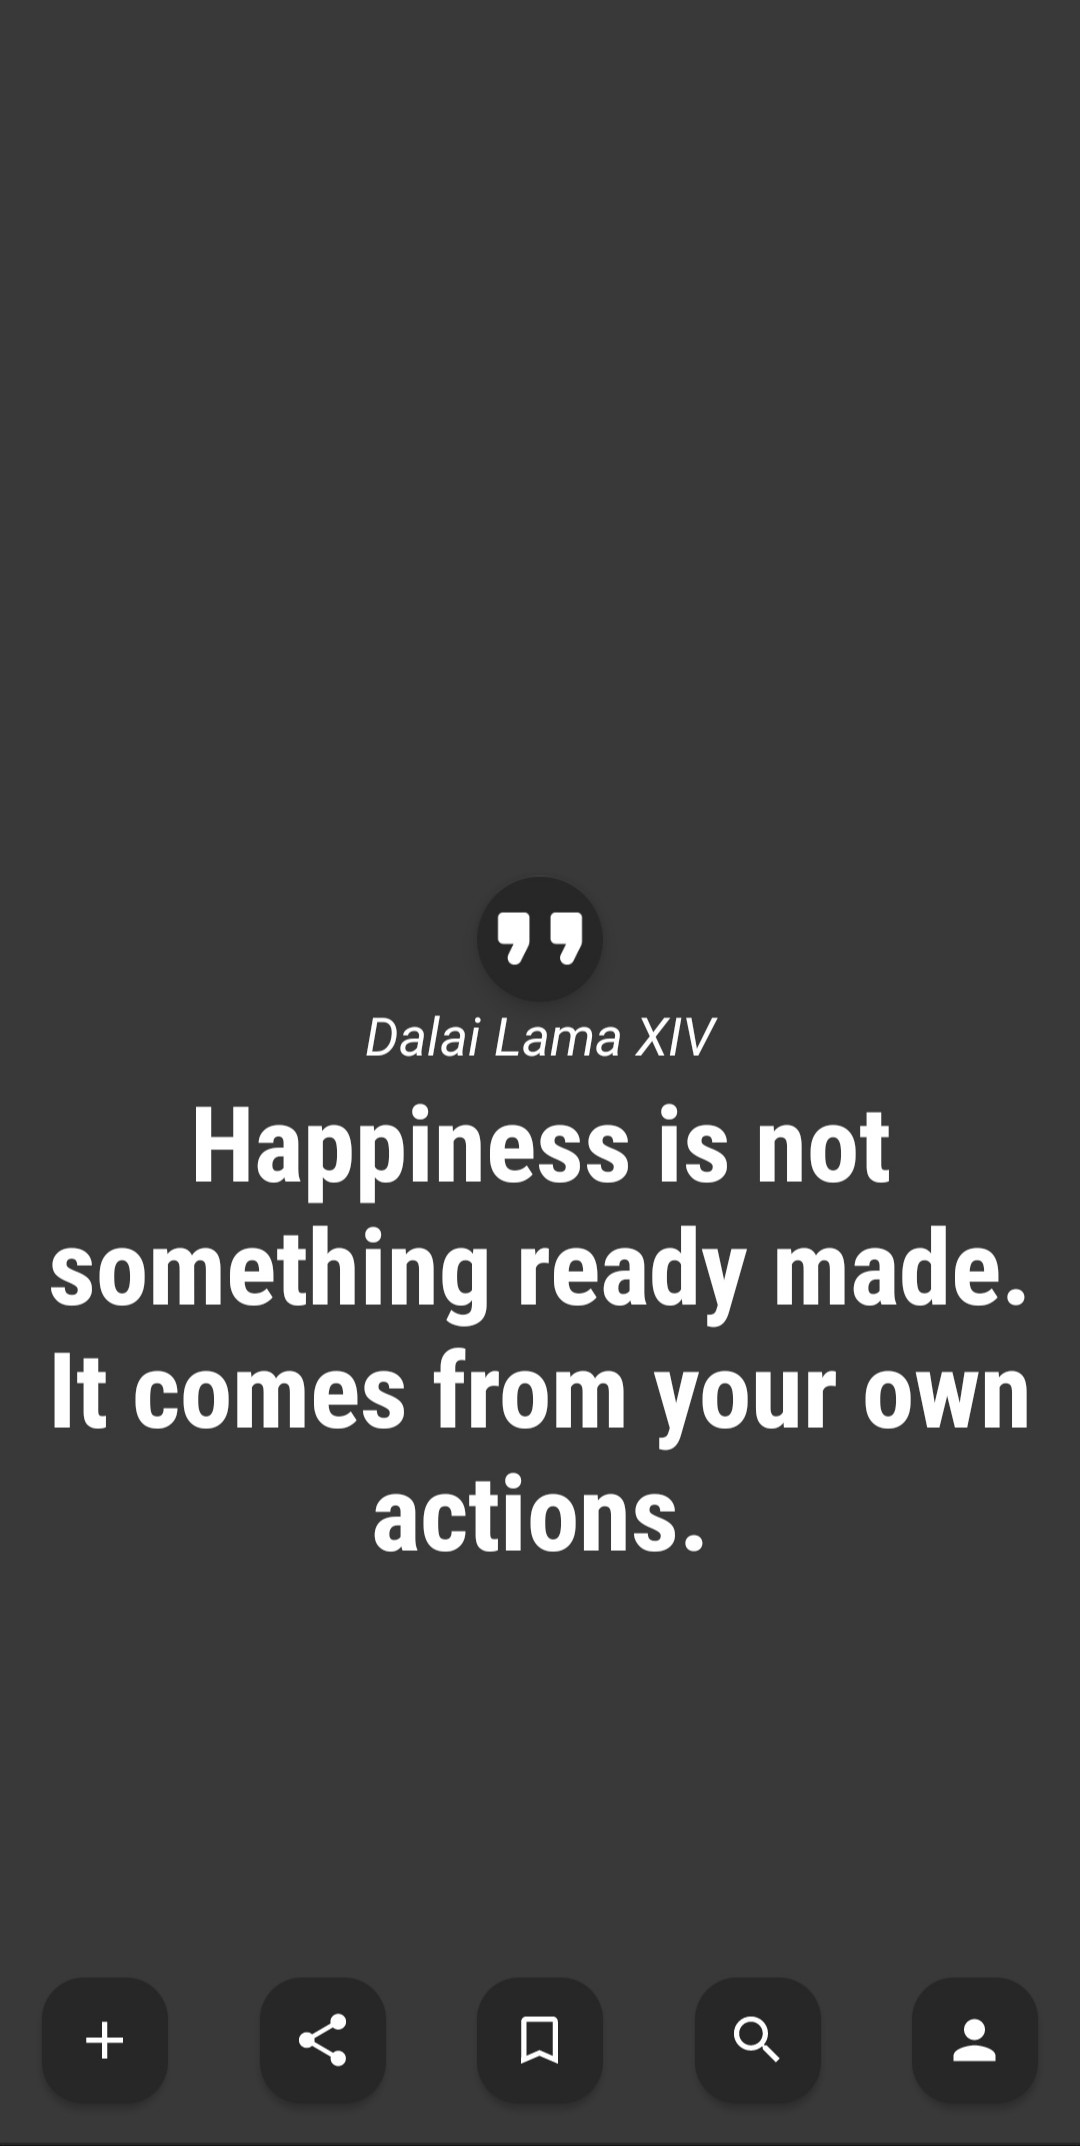 Dalai Lama XIV
Happiness is not
something ready made.
It comes from your own
actions.